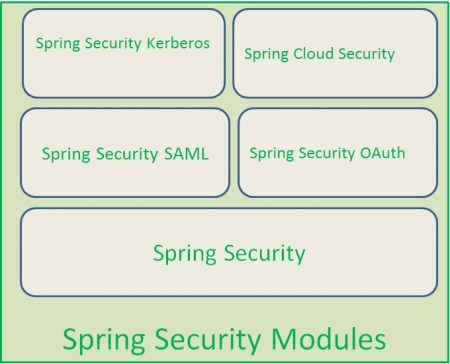 Spring Security Kerberos
Spring Cloud Security
Spring Security SAML
Spring Security OAuth
Spring Security
Spring Security Modules